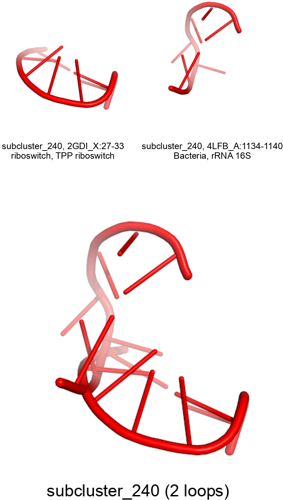 subcluster_240, 2GDI_X:27-33
riboswitch, TPP riboswitch
subcluster_240, 4LFB_A:1134-1140
Bacteria, rRNA 16S
subcluster_240 (2 loops)